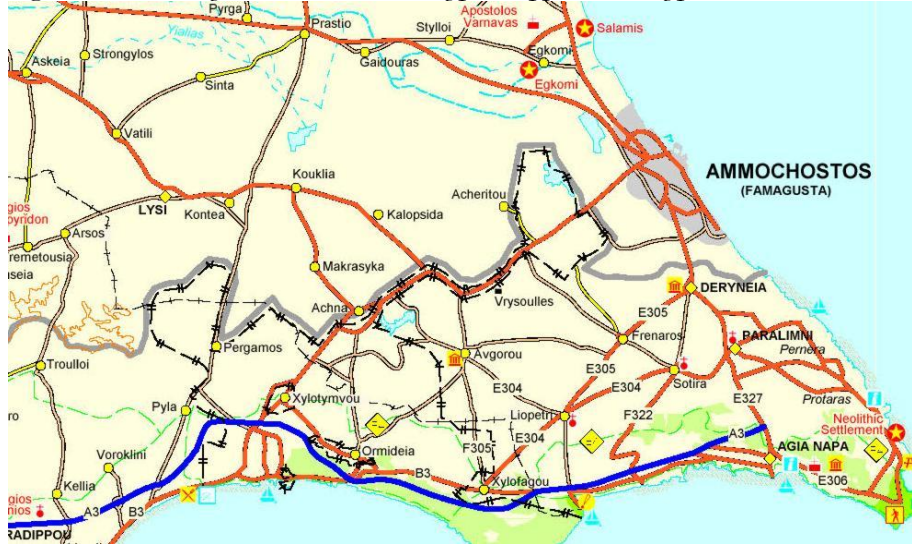 Pyrga
Prastio
Stylloi
Apostolos
Varnavas
Salamis
Yialias
Strongylos
Askeia
Sinta
Gaidouras
Egkomi
Egkomi
Vatili
AMMOCHOSTOS
(FAMAGUSTA)
Kouklia
LYSI
Kontea
Kalopsida
Acheritou
Arsos
Makrasyka
Vrysoulles
DERYNEIA
Achna
E305
Troulloi
Pergamos
Avgorou
Frenaros
PARALIMNI
Pernera
E305
E304
E304
Sotira
E327
Protaras
Xylotymvou
Pyla
Liopetri
F322
Neolithic
Settlement
A3
E304
Voroklini
Ormideia
F305
AGIA NAPA
B3
E306
Kellia
Xylofagou
A3
B3